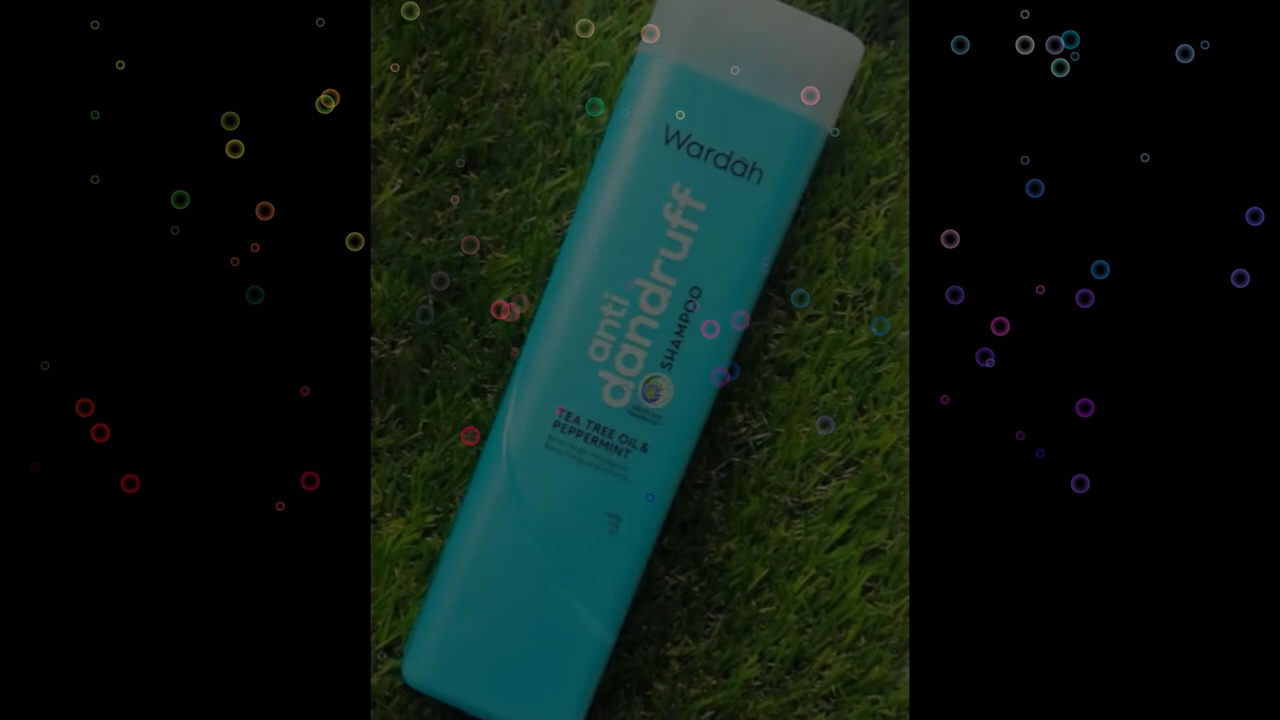 Wardah
anti
dandruff
SHAMPOO
TEA TREE OIL &
PEPPERMINT